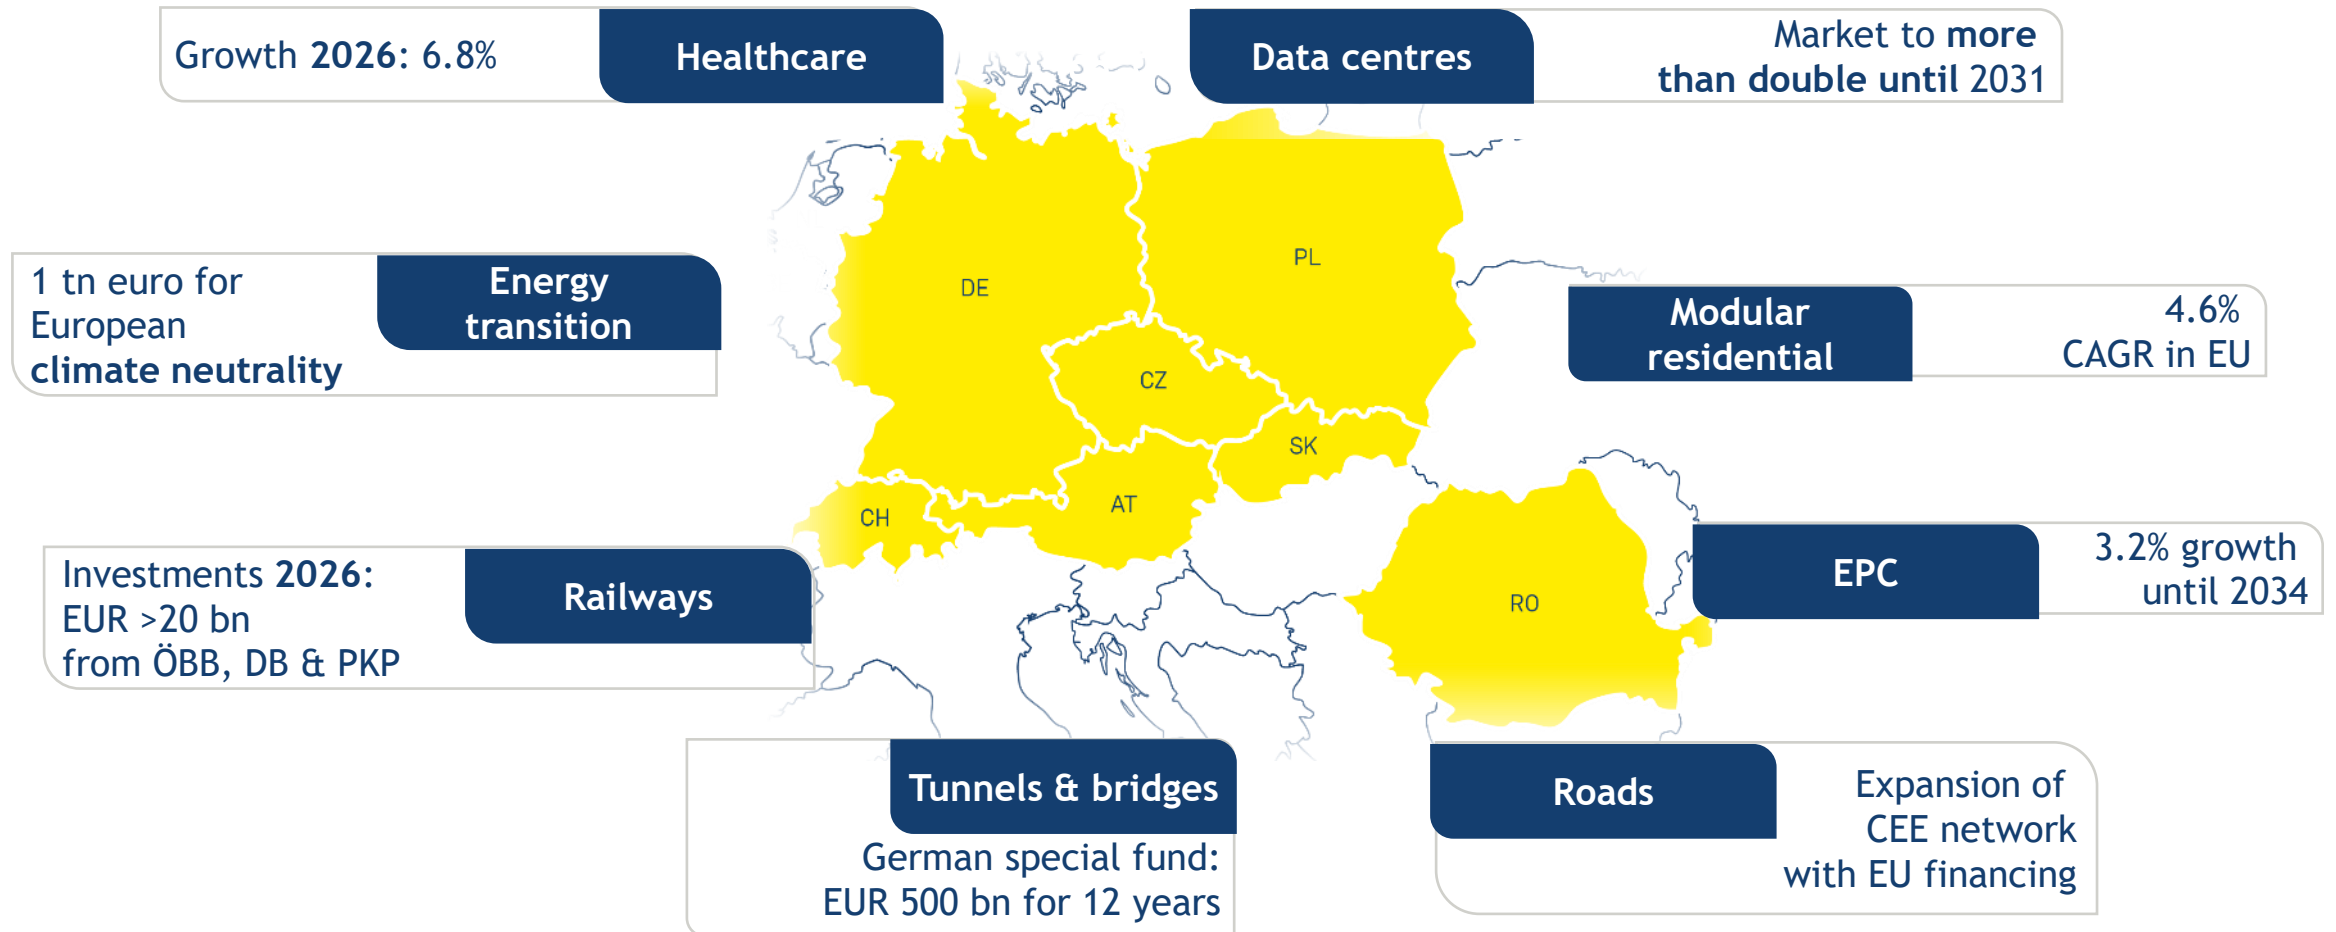 Growth 2026: 6.8%
Healthcare
Data centres
Market to more
than double until 2031
1 tn euro for
European
climate neutrality
Energy
transition
DE
PL
Modular
residential
4.6%
CAGR in EU
CZ
SK
AT
CH
Investments 2026:
EUR >20 bn
from ÖBB, DB & PKP
Railways
RO
EPC
3.2% growth
until 2034
Tunnels & bridges
German special fund:
EUR 500 bn for 12 years
Roads
Expansion of
CEE network
with EU financing